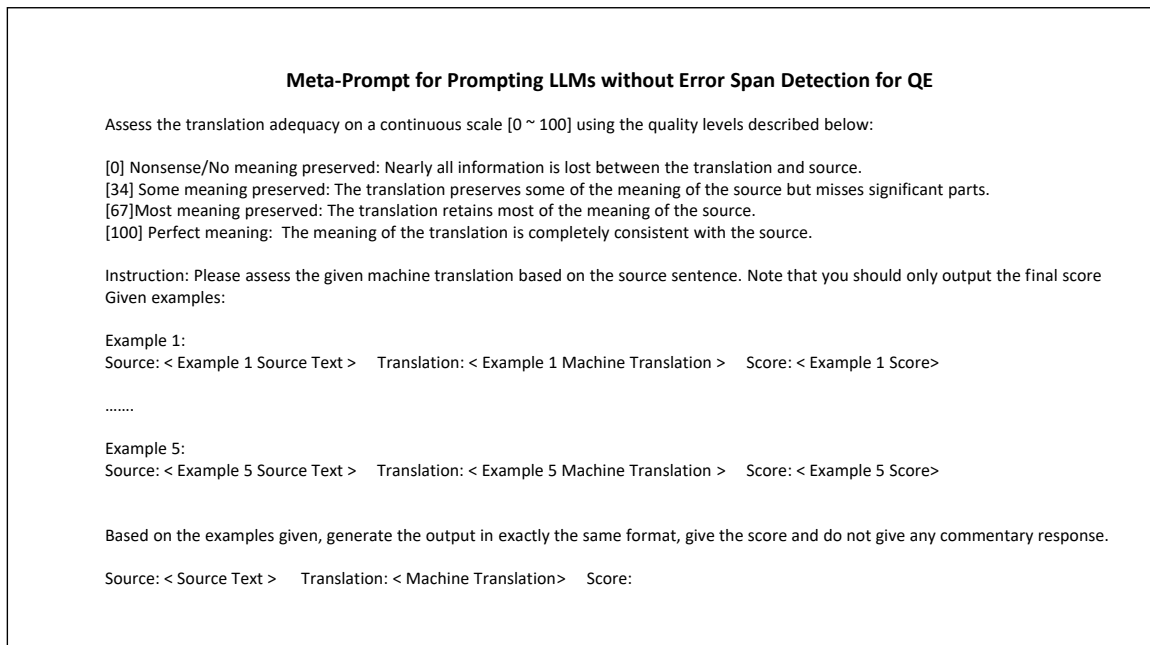 Meta-Prompt for Prompting LLMs without Error Span Detection for QE
Assess the translation adequacy on a continuous scale [0 ~ 100] using the quality levels described below:
[0] Nonsense/No meaning preserved: Nearly all information is lost between the translation and source.
[34] Some meaning preserved: The translation preserves some of the meaning of the source but misses significant parts.
[67]Most meaning preserved: The translation retains most of the meaning of the source.
[100] Perfect meaning:  The meaning of the translation is completely consistent with the source.
Instruction: Please assess the given machine translation based on the source sentence. Note that you should only output the final score
Given examples:
Example 1:
Source: < Example 1 Source Text >    Translation: < Example 1 Machine Translation >    Score: < Example 1 Score>
…....
Example 5:
Source: < Example 5 Source Text >    Translation: < Example 5 Machine Translation >    Score: < Example 5 Score>
Based on the examples given, generate the output in exactly the same format, give the score and do not give any commentary response.
Source: < Source Text >    Translation: < Machine Translation>    Score: